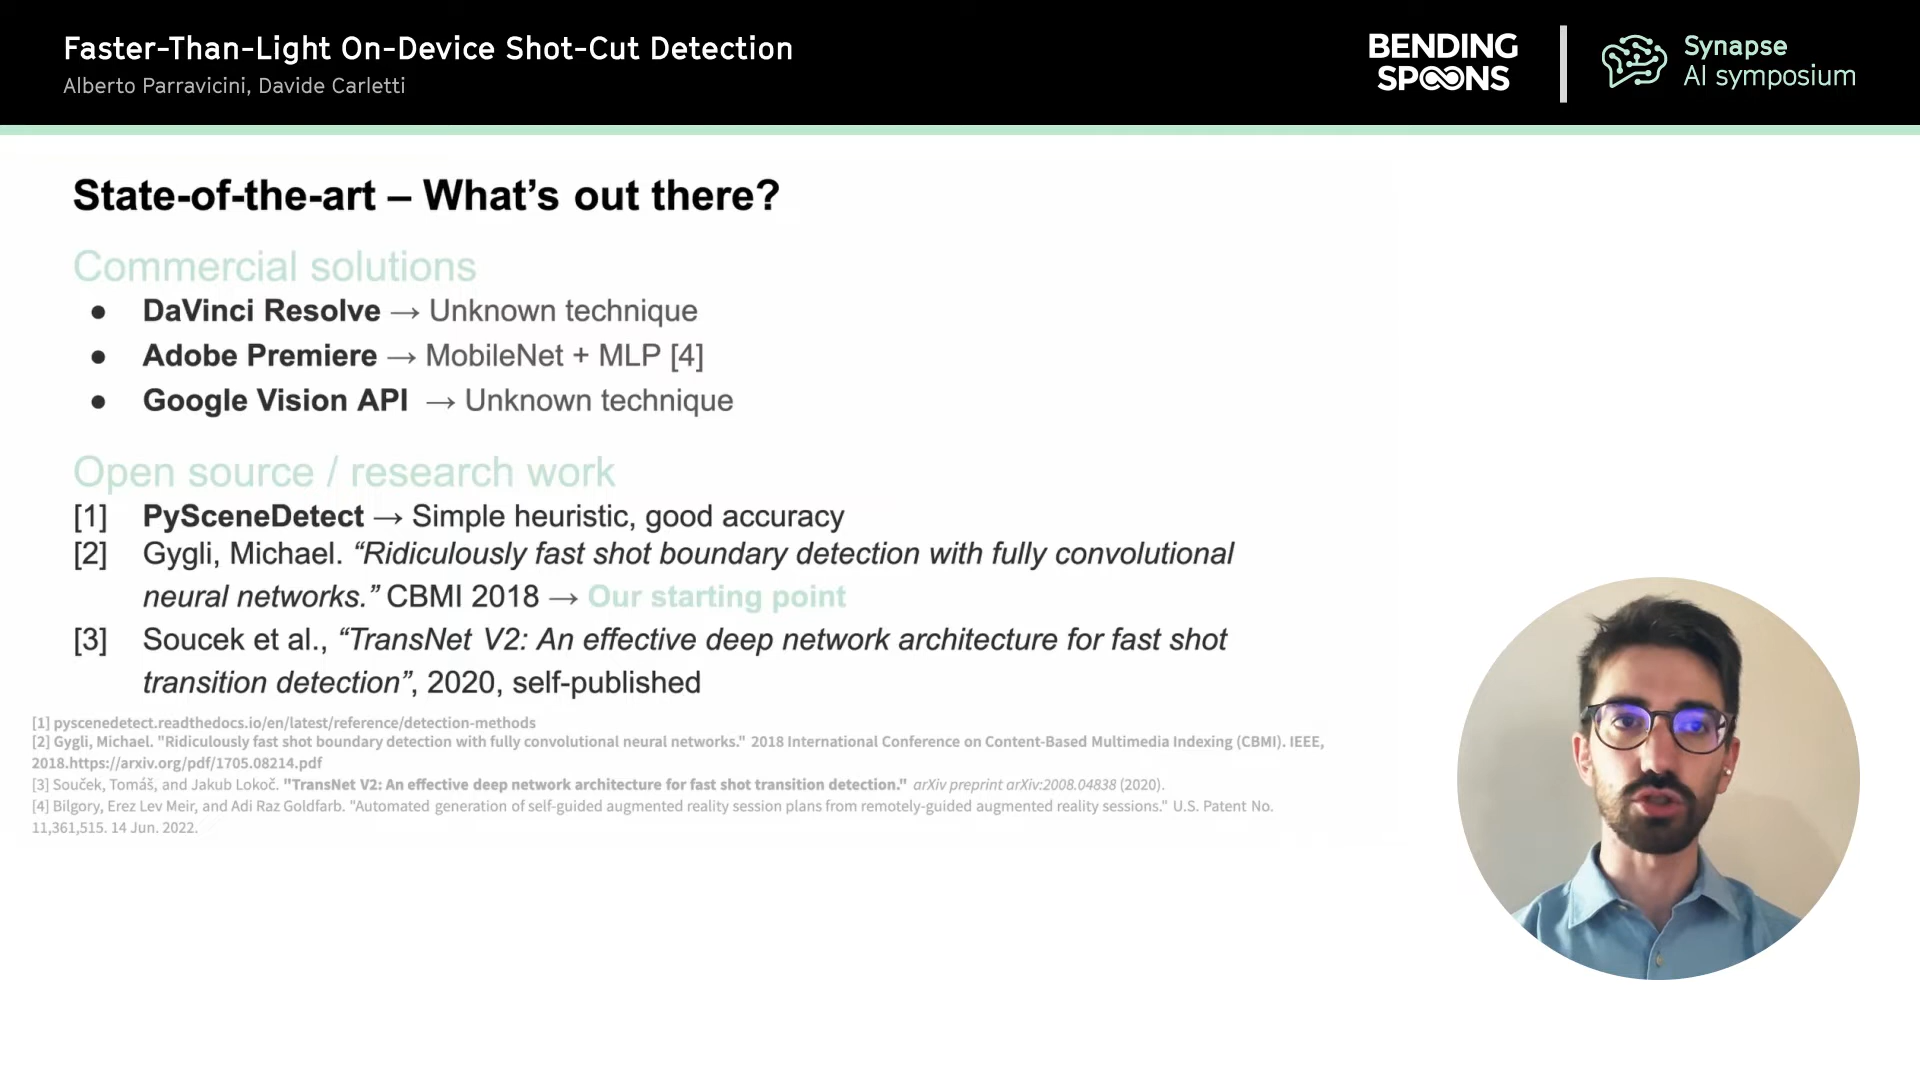 Faster-Than-Light On-Device Shot-Cut Detection
Alberto Parravicini, Davide Carletti
BENDING
SPOONS
Synapse
AI symposium
State-of-the-art – What’s out there?
Commercial solutions
● DaVinci Resolve → Unknown technique
● Adobe Premiere → MobileNet + MLP [4]
● Google Vision API → Unknown technique
Open source / research work
[1] PySceneDetect → Simple heuristic, good accuracy
[2] Gygli, Michael. “Ridiculously fast shot boundary detection with fully convolutional
neural networks.” CBMI 2018 → Our starting point
[3] Soucek et al., “TransNet V2: An effective deep network architecture for fast shot
transition detection”, 2020, self-published
[1] pyscenedetect.readthedocs.io/en/latest/reference/detection-methods
[2] Gygli, Michael. "Ridiculously fast shot boundary detection with fully convolutional neural networks." 2018 International Conference on Content-Based Multimedia Indexing (CBMI). IEEE,
2018.https://arxiv.org/pdf/1705.08214.pdf
[3] Souček, Tomáš, and Jakub Lokoč. "TransNet V2: An effective deep network architecture for fast shot transition detection." arXiv preprint arXiv:2008.04838 (2020).
[4] Bilgory, Erez Lev Meir, and Adi Raz Goldfarb. "Automated generation of self-guided augmented reality session plans from remotely-guided augmented reality sessions." U.S. Patent No.
11,361,515. 14 Jun. 2022.